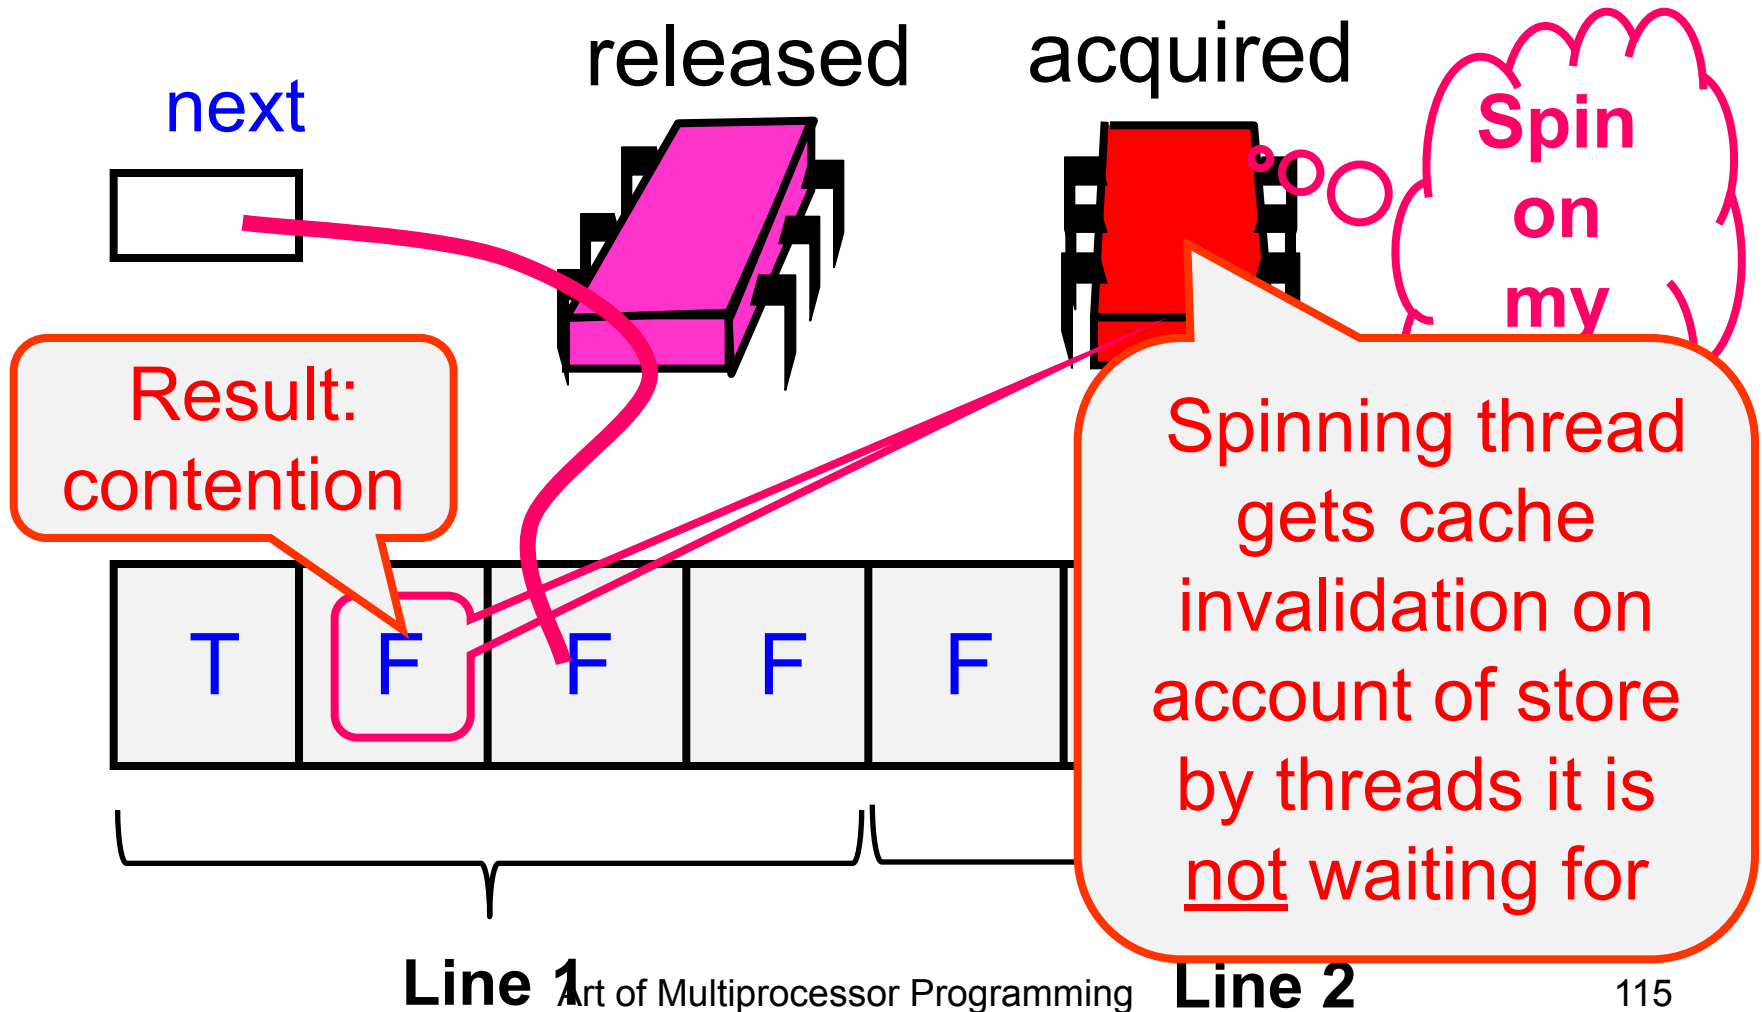 next
released
acquired
Spin
on
my
Result:
contention
Spinning thread
gets cache
invalidation on
account of store
by threads it is
not waiting for
T F F F F
Line 1
Line 2
Art of Multiprocessor Programming
115